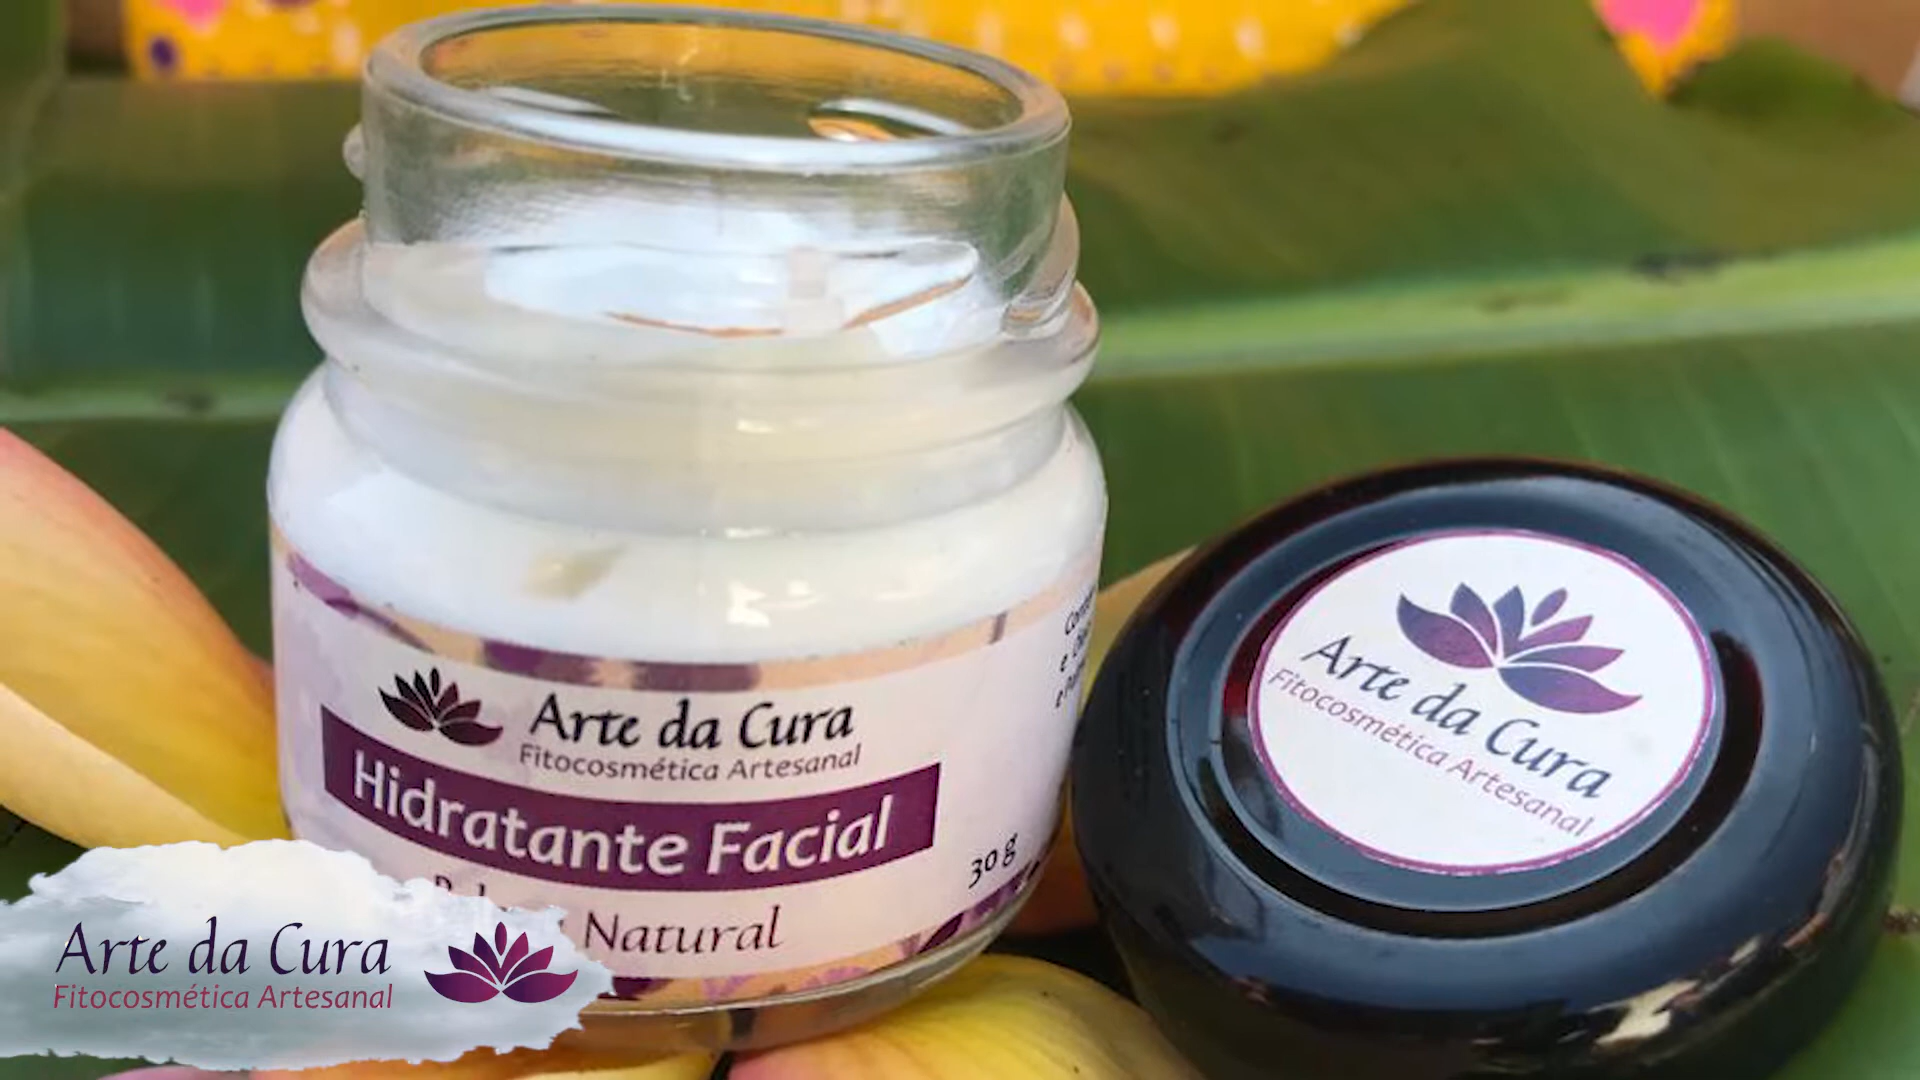 Arte da Cura
Fitocosmética Artesanal
Hidratante Facial
30 g
Natural
Arte da Cura
Fitocosmética Artesanal
Arte da Cura
Fitocosmética Artesanal